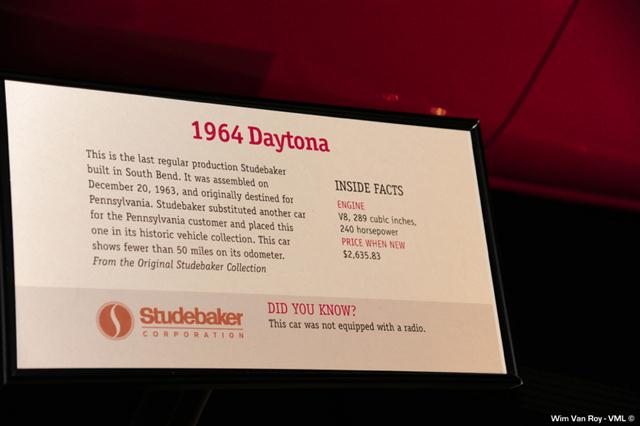 1964 Daytona
This is the last regular production Studebaker
built in South Bend. It was assembled on
December 20, 1963, and originally destined for
Pennsylvania. Studebaker substituted another car
for the Pennsylvania customer and placed this
one in its historic vehicle collection. This car
shows fewer than 50 miles on its odometer.
From the Original Studebaker Collection
INSIDE FACTS
ENGINE
V8, 289 cubic inches,
240 horsepower
PRICE WHEN NEW
$2,635.83
Studebaker
CORPORATION
DID YOU KNOW?
This car was not equipped with a radio.
Wim Van Roy - VML ©